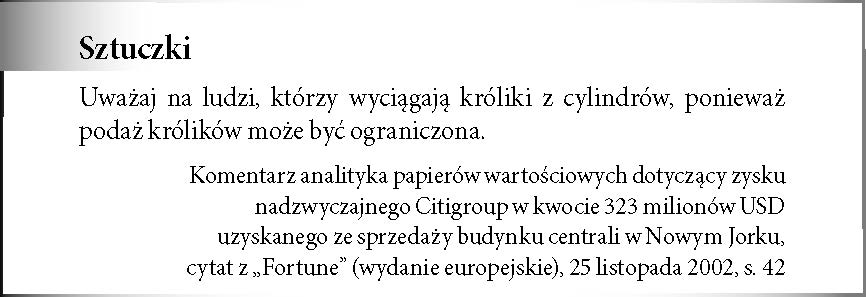 Sztuczki
Uważaj na ludzi, którzy wyciągają króliki z cylindrów, ponieważ
podaż królików może być ograniczona.
Komentarz analityka papierów wartościowych dotyczący zysku
nadzwyczajnego Citigroup w kwocie 323 milionów USD
uzyskanego ze sprzedaży budynku centrali w Nowym Jorku,
cytat z „Fortune” (wydanie europejskie), 25 listopada 2002, s. 42